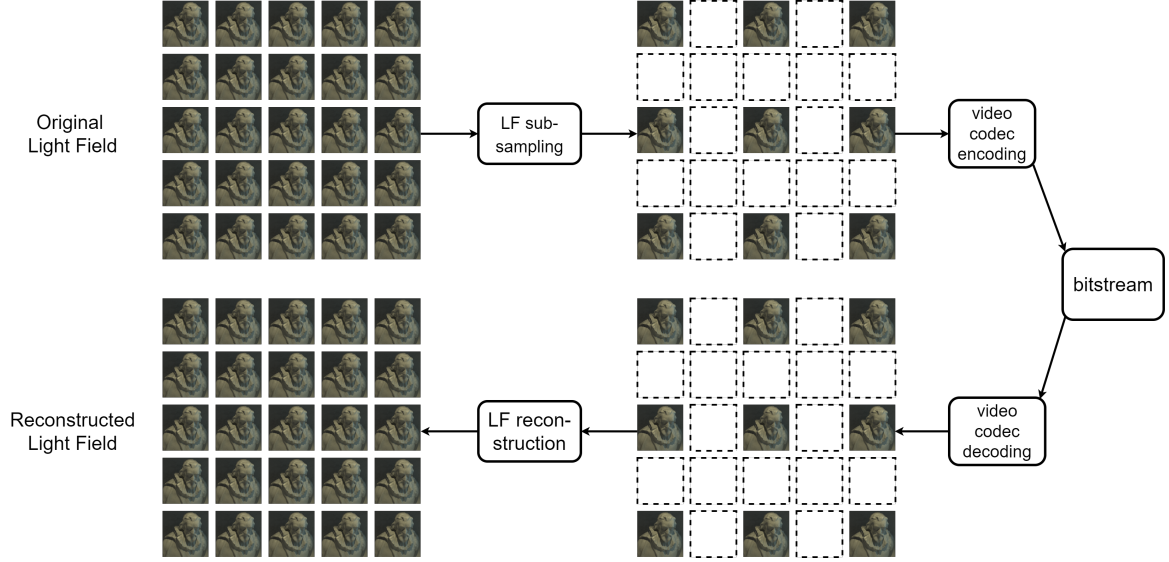 Original
Light Field
LF sub-
sampling
video
codec
encoding
bitstream
Reconstructed
Light Field
LF recon-
struction
video
codec
decoding